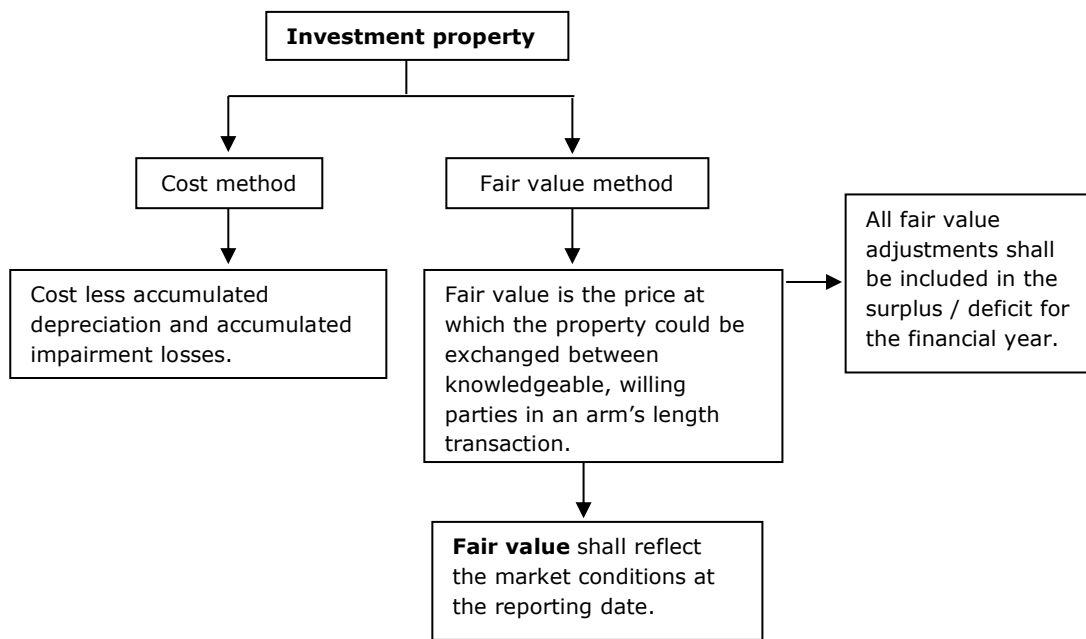 Investment property
Cost method
Fair value method
All fair value
adjustments shall
be included in the
surplus / deficit for
the financial year.
Cost less accumulated
depreciation and accumulated
impairment losses.
Fair value is the price at
which the property could be
exchanged between
knowledgeable, willing
parties in an arm’s length
transaction.
Fair value shall reflect
the market conditions at
the reporting date.